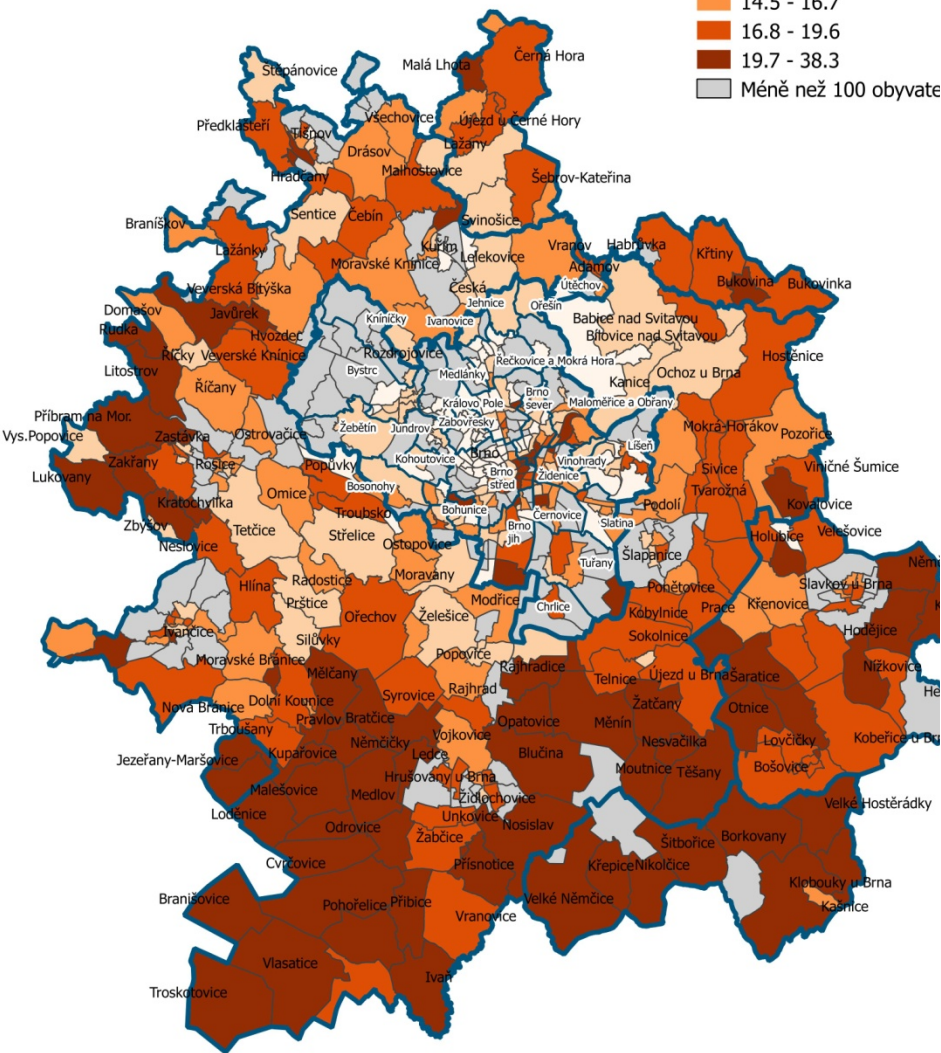 14.5 - 16.7
16.8 - 19.6
19.7 - 38.3
Méně než 100 obyvate
Černá Hora
Malá Lhota
Štěpánovice
Všechovice
Újezd u Černé Hory
Předklášteří
Tišnov
Lažany
Drásov
Malhostovice
Hradčany
Šebrov-Kateřina
Sentice
Čebín
Svinošice
Braníškov
Kuřim
Vranov
Habrůvka
Lažánky
Lelekovice
Křtiny
Moravské Knínice
Adamov
Útěchov
Bukovina
Bukovinka
Veverská Bítýška
Česká
Jehnice
Ořešín
Domašov
Javůrek
Kníničky
Ivanovice
Babice nad Svitavou
Rudka
Hvozdec
Bílovice nad Svitavou
Říčky
Veverské Knínice
Rozdrojovice
Řečkovice a Mokrá Hora
Hostěnice
Litostrov
Bystrc
Medlánky
Kanice
Ochoz u Brna
Říčany
Brno
sever
Královo Pole
Maloměřice a Obřany
Příbram na Mor.
Žabovřesky
Mokrá-Horákov
Vys.Popovice
Zastávka
Ostrovačice
Žebětín
Jundrov
Pozořice
Líšeň
Brno
Zakřany
Rosice
Popůvky
Kohoutovice
Vinohrady
Sivice
Viničné Šumice
Lukovany
Brno
střed
Židenice
Bosonohy
Tvarožná
Omice
Kratochvilka
Podolí
Kovalovice
Troubsko
Bohunice
Černovice
Slatina
Zbýšov
Tetčice
Střelice
Brno
jih
Holubice
Velešovice
Neslovice
Ostopovice
Šlapanice
Tuřany
Moravany
Něm
Radostice
Slavkov u Brna
Hlína
Ponětovice
Modřice
Prštice
Chrlice
Prace
Křenovice
Kobylnice
Ořechov
Želešice
Ivančice
Sokolnice
Hodějice
Silůvky
Popovice
Moravské Bránice
Rajhradice
Nížkovice
Mělčany
Telnice
Újezd u Brna
Šaratice
Rajhrad
He
Syrovice
Dolní Kounice
Nová Bránice
Žatčany
Otnice
Pravlov
Bratčice
Opatovice
Měnín
Trboušany
Vojkovice
Kobeřice u Br
Němčičky
Nesvačilka
Lovčičky
Kupařovice
Ledce
Blučina
Jezeřany-Maršovice
Bošovice
Moutnice
Těšany
Hrušovany u Brna
Malešovice
Medlov
Židlochovice
Velké Hostěrádky
Loděnice
Unkovice
Nosislav
Odrovice
Žabčice
Borkovany
Šitbořice
Cvrčovice
Přísnotice
Křepice
Nikolčice
Klobouky u Brna
Branišovice
Pohořelice
Přibice
Velké Němčice
Kašnice
Vranovice
Vlasatice
Ivaň
Troskotovice